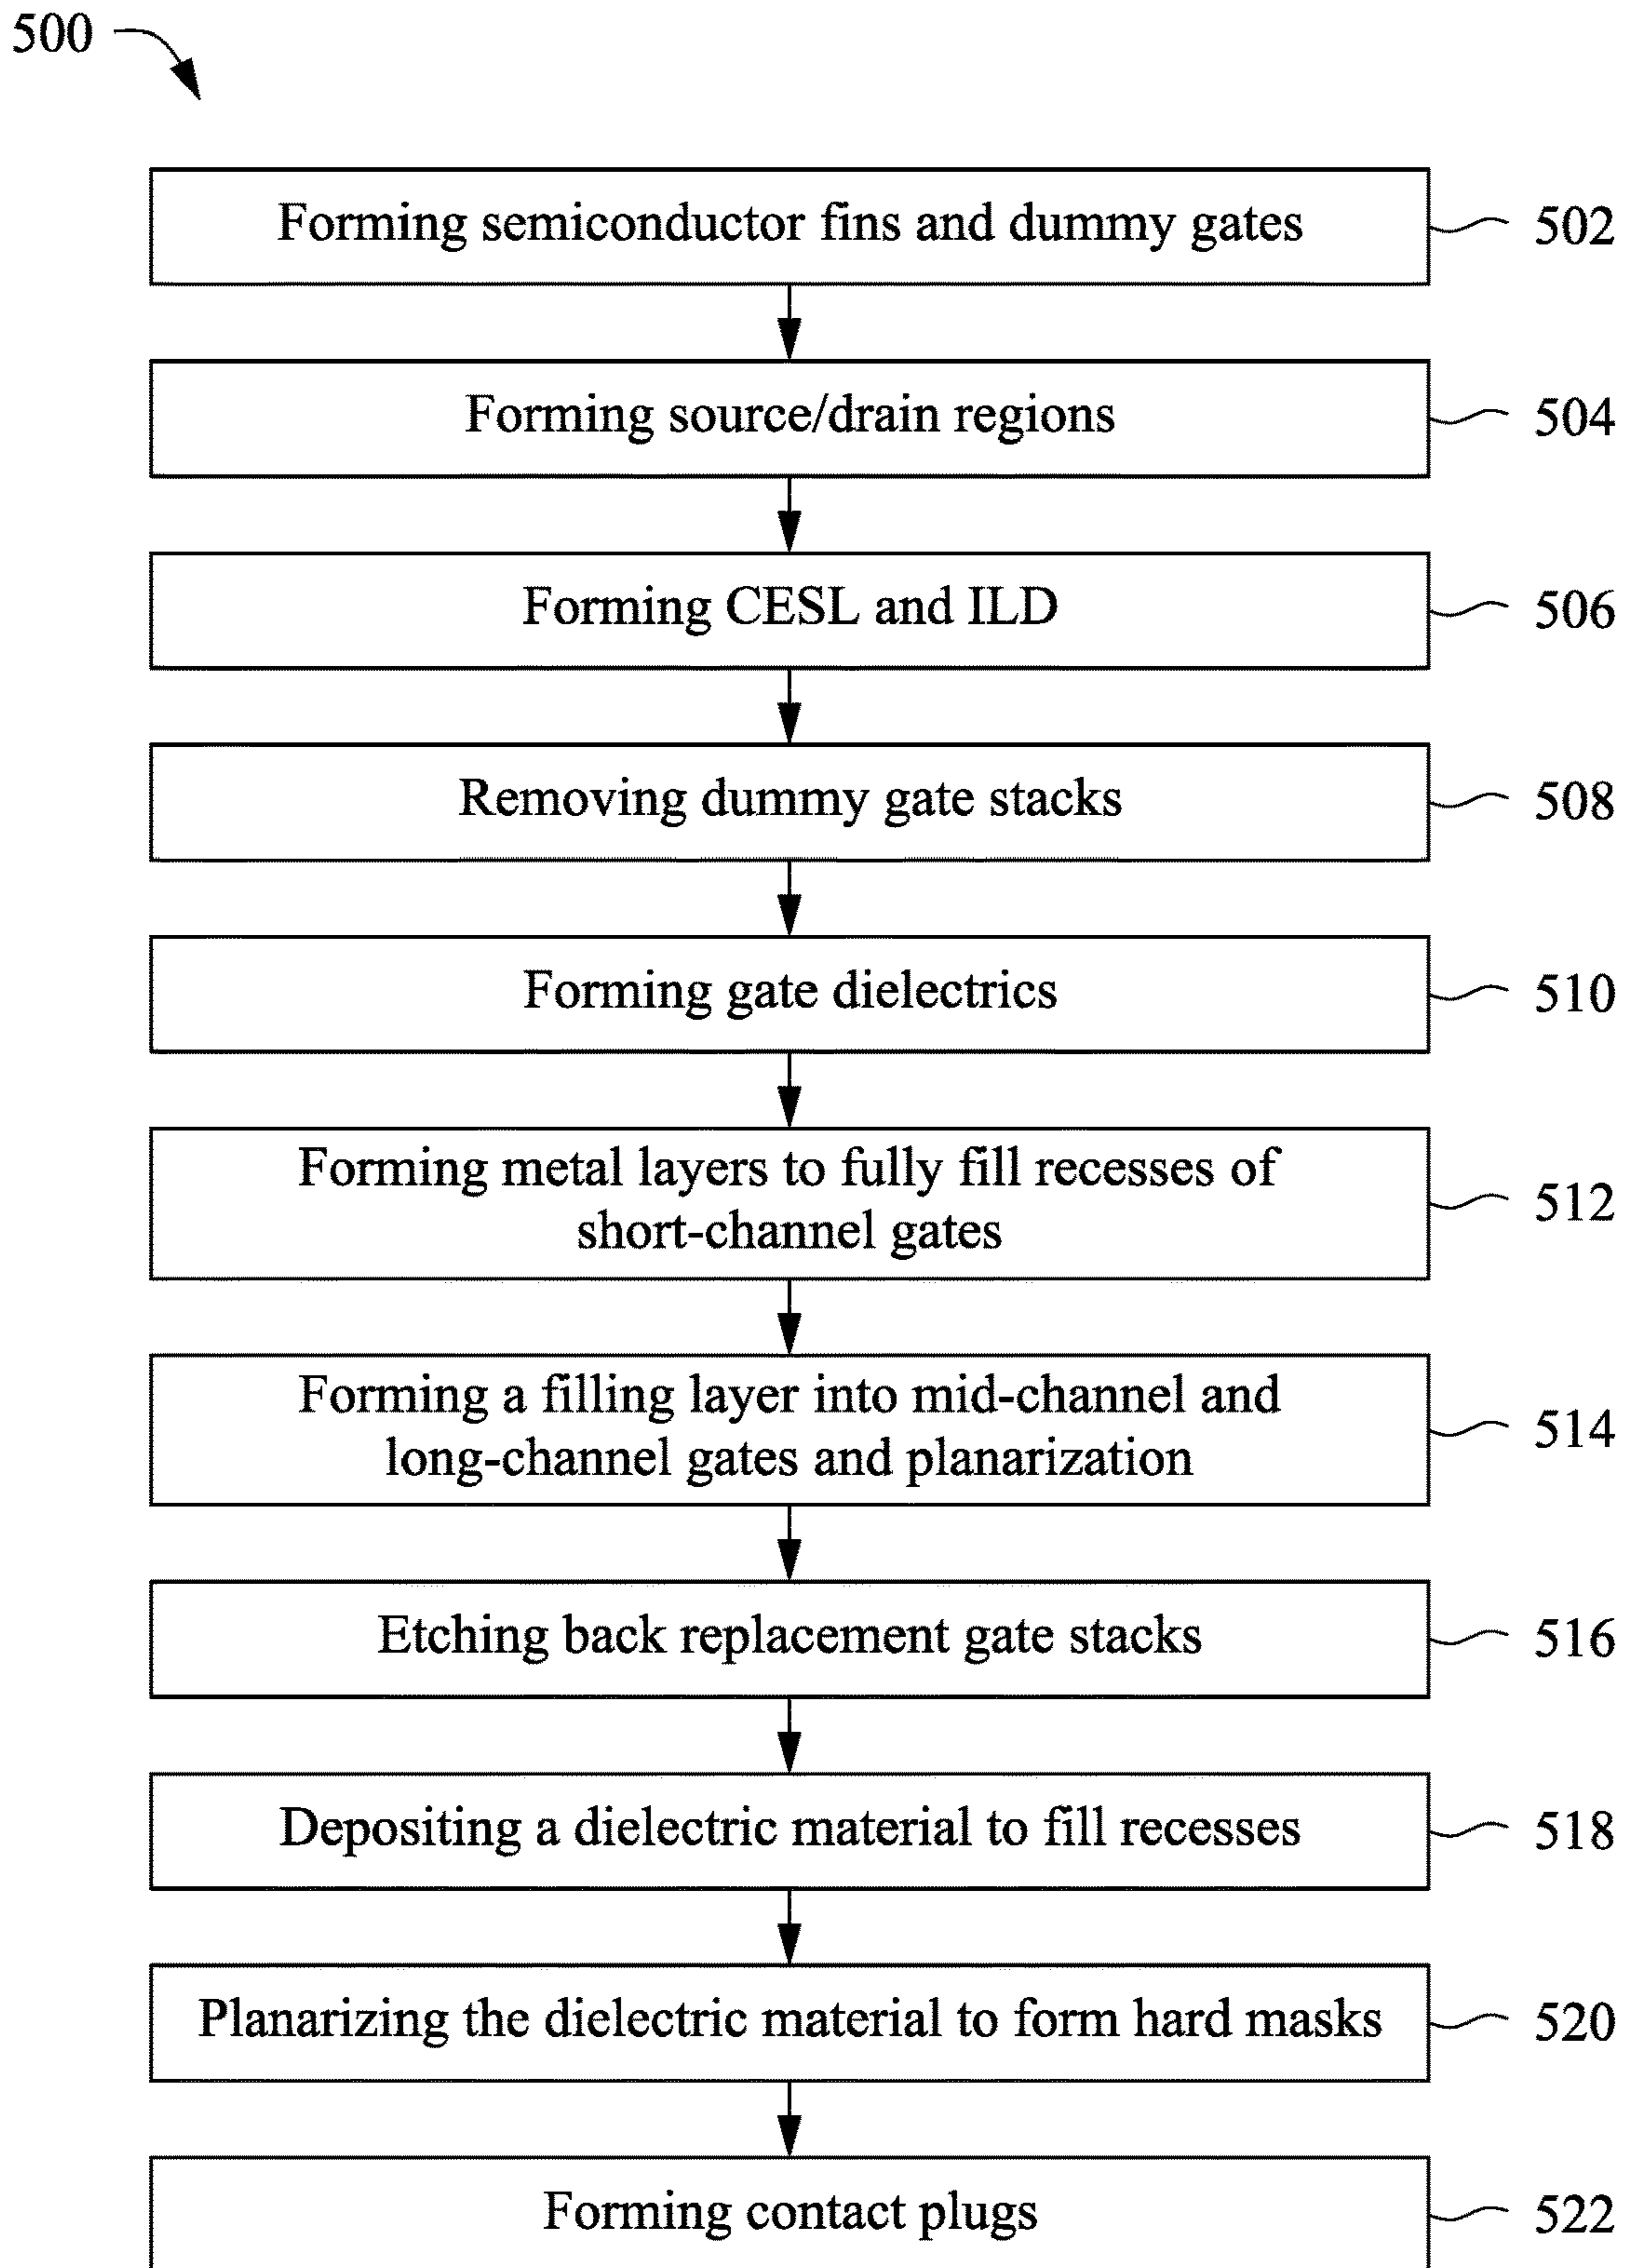 500
Forming semiconductor fins and dummy gates
502
Forming source/drain regions
504
Forming CESL and ILD
506
Removing dummy gate stacks
508
Forming gate dielectrics
510
Forming metal layers to fully fill recesses of
short-channel gates
512
Forming a filling layer into mid-channel and
long-channel gates and planarization
514
Etching back replacement gate stacks
516
Depositing a dielectric material to fill recesses
518
Planarizing the dielectric material to form hard masks
520
Forming contact plugs
522